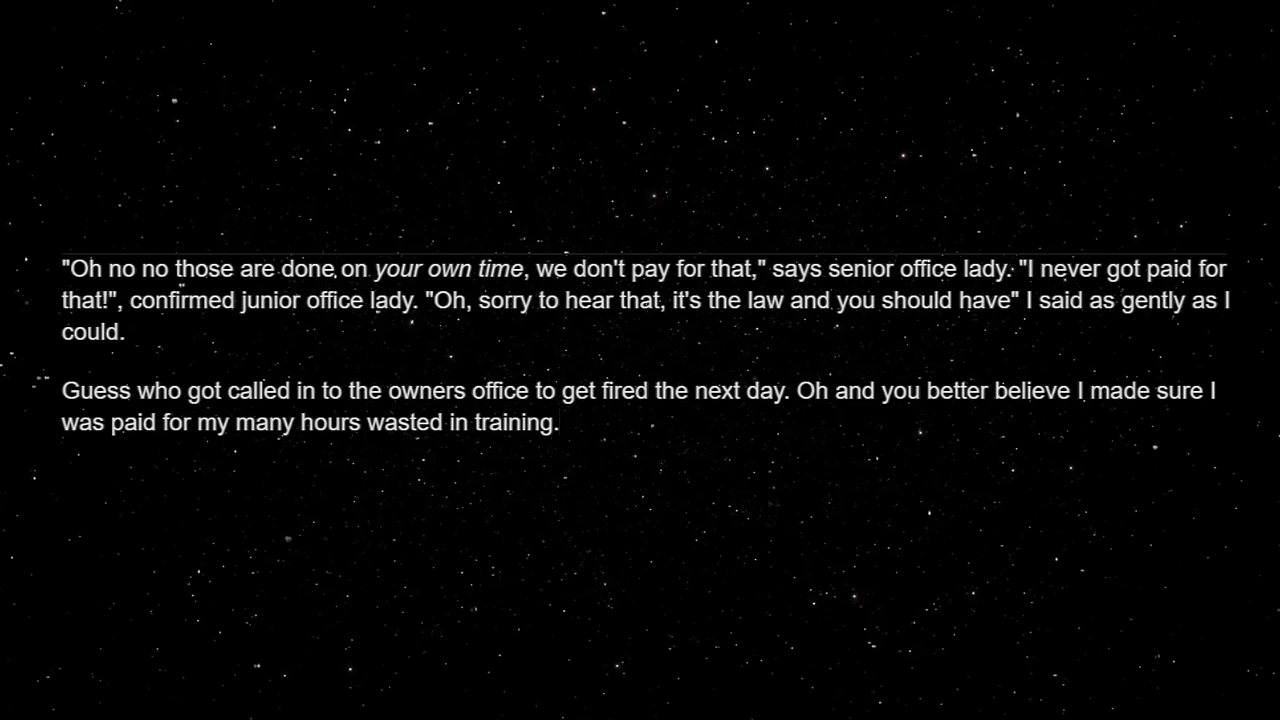 "Oh no no those are done on your own time, we don't pay for that," says senior office lady. "I never got paid for
that!", confirmed junior office lady. "Oh, sorry to hear that, it's the law and you should have" I said as gently as I
could.
Guess who got called in to the owners office to get fired the next day. Oh and you better believe I made sure I
was paid for my many hours wasted in training.